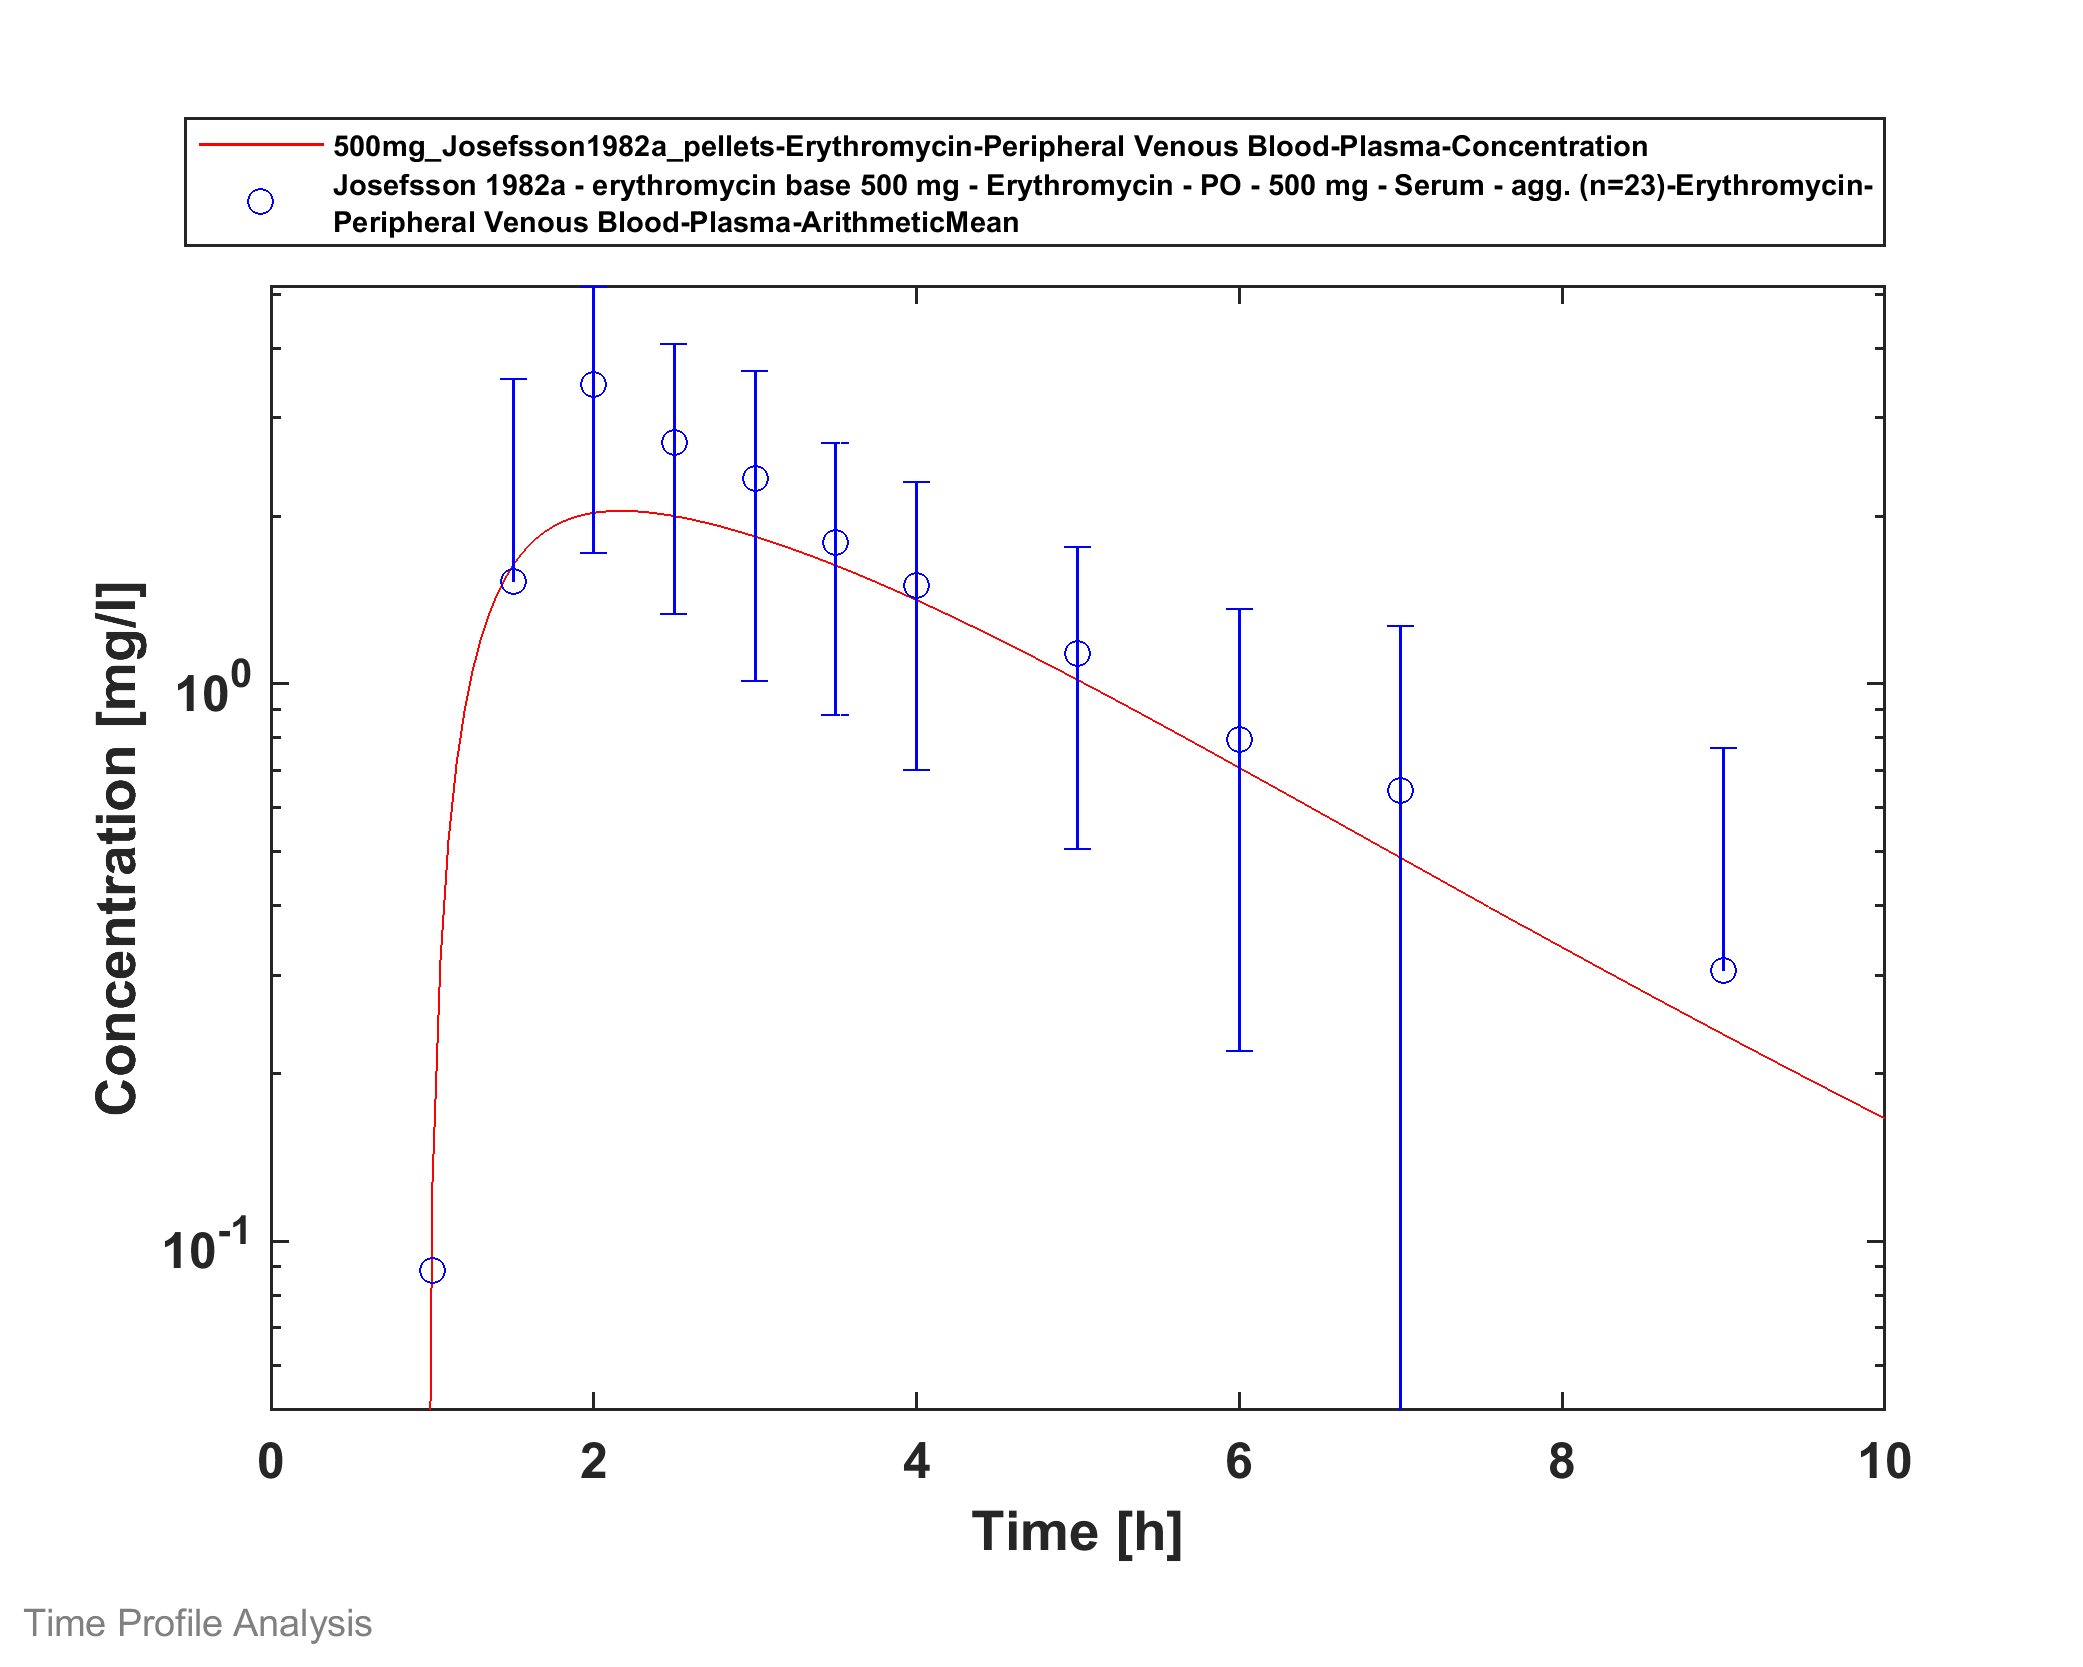 500mg_Josefsson1982a_pellets-Erythromycin-Peripheral Venous Blood-Plasma-Concentration
Josefsson 1982a - erythromycin base 500 mg - Erythromycin - PO - 500 mg - Serum - agg. (n=23)-Erythromycin-
Peripheral Venous Blood-Plasma-ArithmeticMean
Concentration [mg/l]
10^0
10^-1
0 2 4 6 8 10
Time [h]
Time Profile Analysis